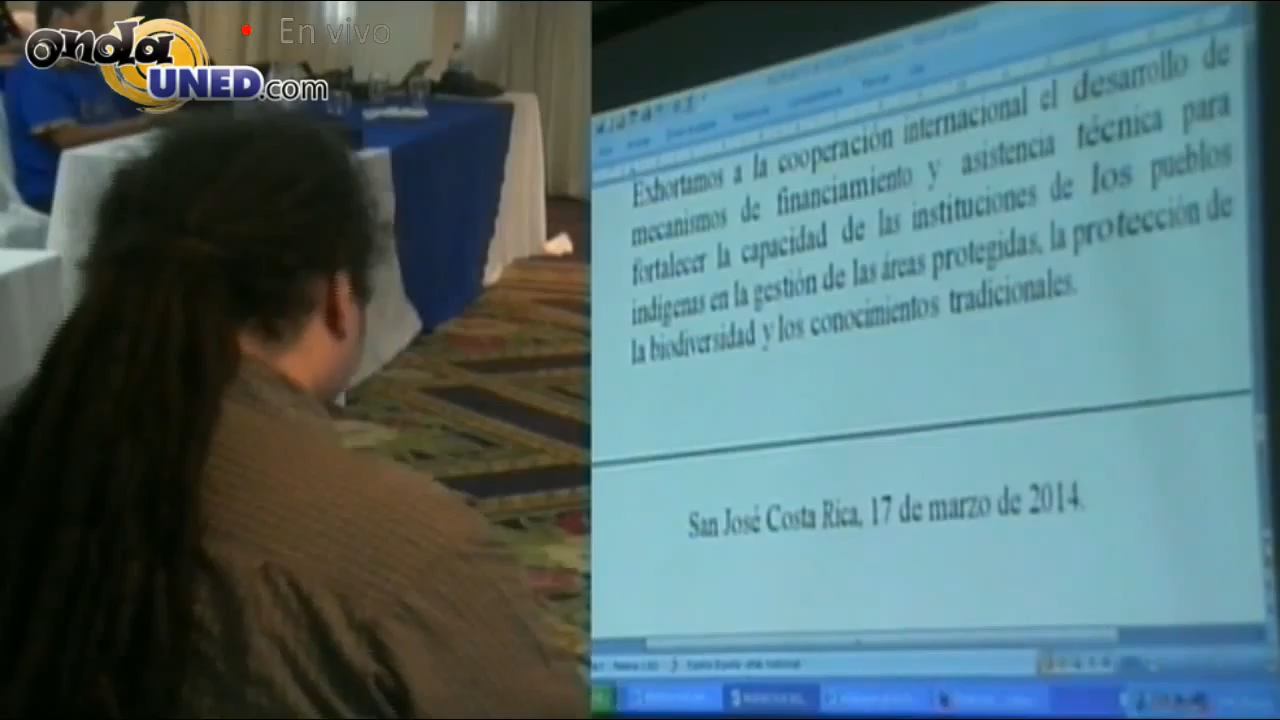 onda
UNED.com
En vivo
Exhortamos a la cooperación internacional el desarrollo de
mecanismos de financiamiento y asistencia técnica para
fortalecer la capacidad de las instituciones de los pueblos
indígenas en la gestión de las áreas protegidas, la protección de
la biodiversidad y los conocimientos tradicionales.
San José Costa Rica, 17 de marzo de 2014.